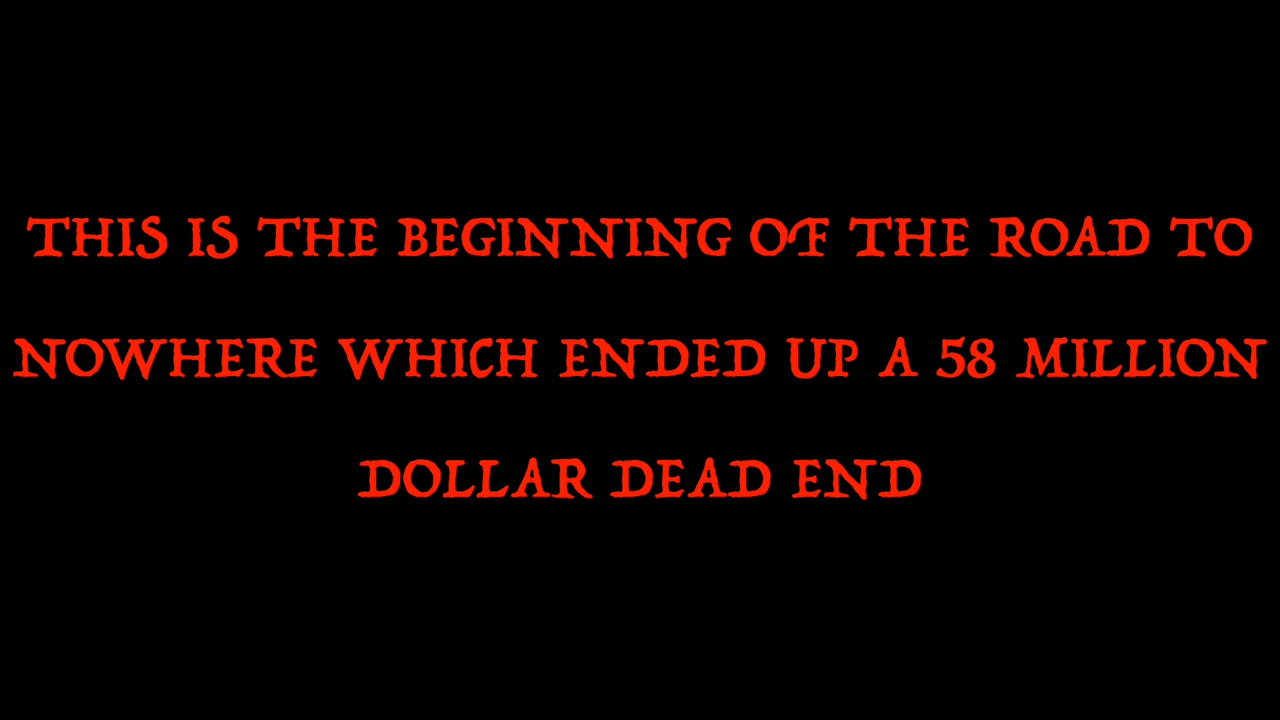 THIS IS THE BEGINNING OF THE ROAD TO
NOWHERE WHICH ENDED UP A 58 MILLION
DOLLAR DEAD END